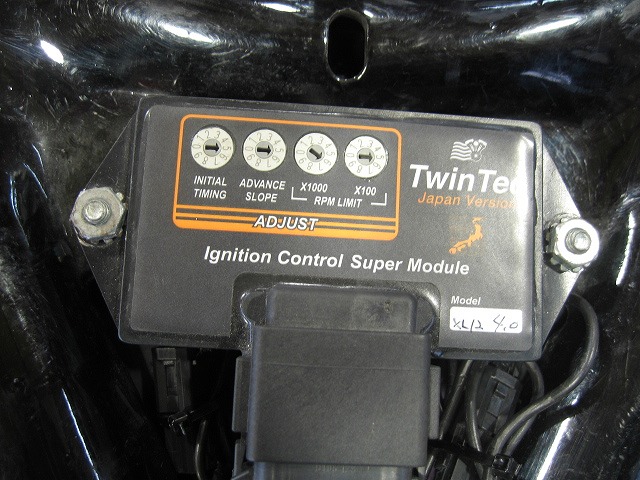 TwinTec
Japan Version
INITIAL TIMING
ADVANCE SLOPE
X1000 X100
RPM LIMIT
ADJUST
Ignition Control Super Module
Model
XL/2 4.0